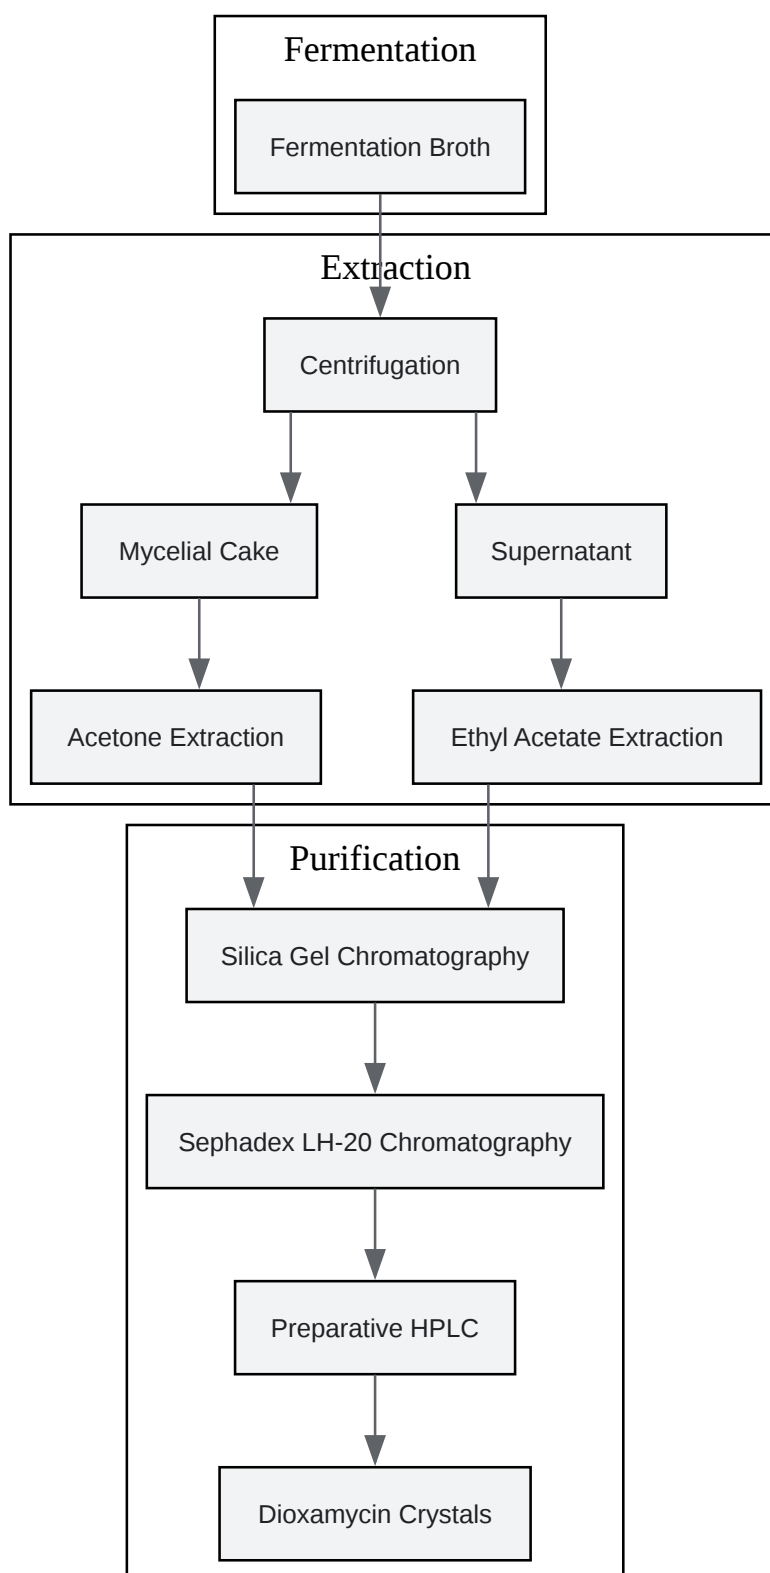 Fermentation
Fermentation Broth
Extraction
Centrifugation
Mycelial Cake
Supernatant
Acetone Extraction
Ethyl Acetate Extraction
Purification
Silica Gel Chromatography
Sephadex LH-20 Chromatography
Preparative HPLC
Dioxamycin Crystals